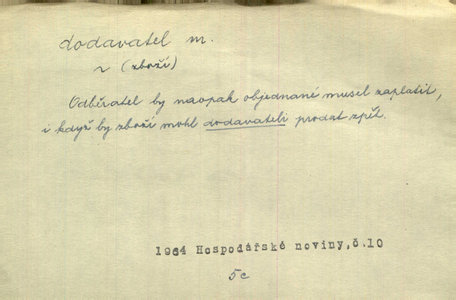 dodavatel m.
~ (zboží)
Odběratel by naopak objednané musel zaplatit,
i když by zboží mohl dodavateli prodat zpět.
1964 Hospodářské noviny,č.10
5c